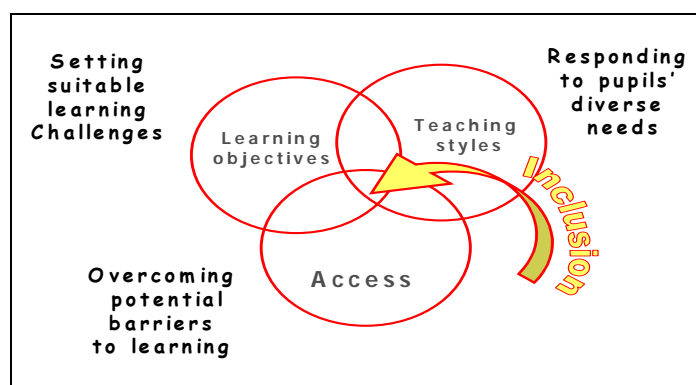 Setting
suitable
learning
Challenges
Responding
to pupils'
diverse
needs
Learning
objectives
Teaching
styles
Inclusion
Access
Overcoming
potential
barriers
to learning